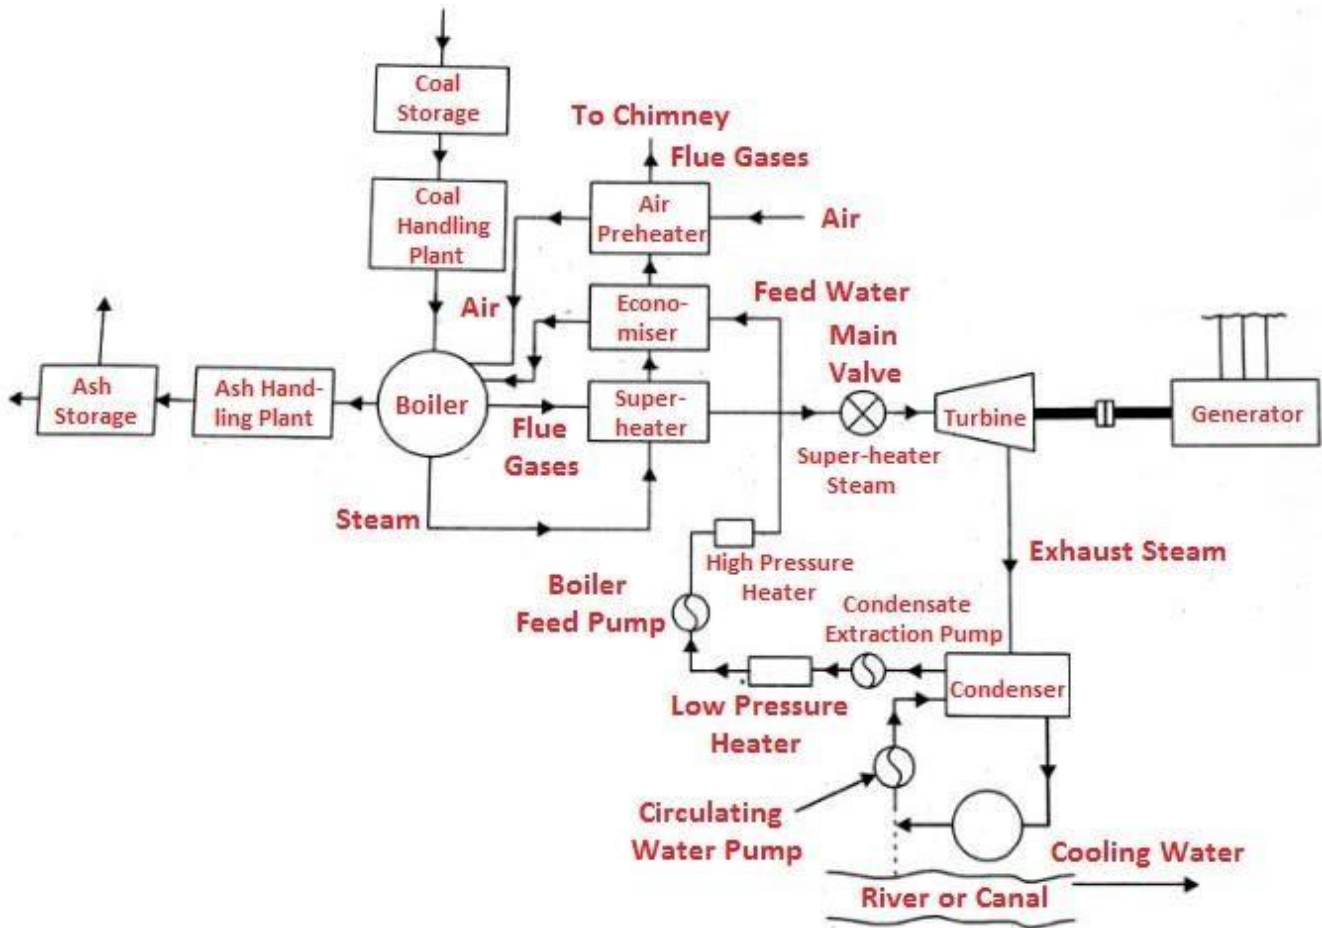 Coal
Storage
To Chimney
Flue Gases
Coal
Handling
Plant
Air
Preheater
Air
Air
Econo-
miser
Feed Water
Main
Valve
Ash
Storage
Ash Hand-
ling Plant
Boiler
Flue
Gases
Super-
heater
Turbine
Generator
Super-heater
Steam
Steam
High Pressure
Heater
Exhaust Steam
Boiler
Feed Pump
Condensate
Extraction Pump
Condenser
Low Pressure
Heater
Circulating
Water Pump
Cooling Water
River or Canal